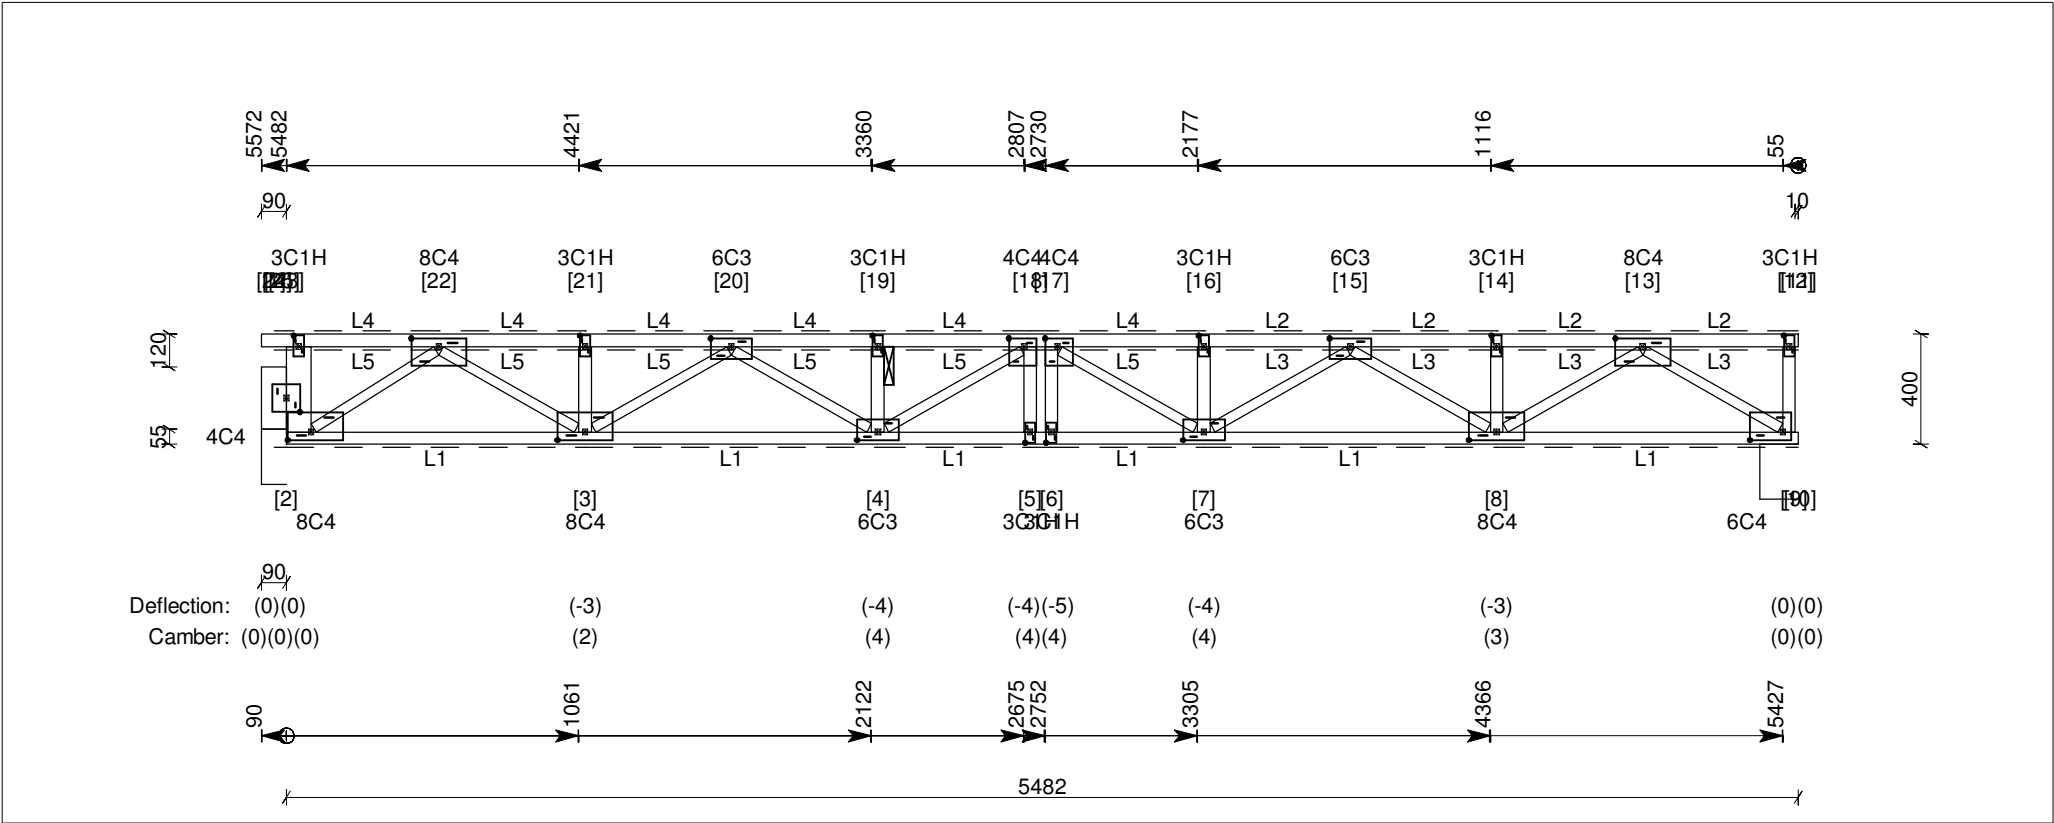 5572 5482 4421 3360 2807 2730 2177 1116 55
90 10
3C1H 8C4 3C1H 6C3 3C1H 4C4 4C4 3C1H 6C3 3C1H 8C4 3C1H
[22] [21] [20] [19] [18] [17] [16] [15] [14] [13]
L4 L4 L4 L4 L4 L4 L2 L2 L2 L2
120
L5 L5 L5 L5 L5 L5 L3 L3 L3 L3
400
55
4C4
L1 L1 L1 L1 L1 L1
[2] [3] [4] [5] [6] [7] [8]
8C4 8C4 6C3 3C1H 3C1H 6C3 8C4 6C4
90
Deflection: (0)(0) (-3) (-4) (-4)(-5) (-4) (-3) (0)(0)
Camber: (0)(0)(0) (2) (4) (4)(4) (4) (3) (0)(0)
90 1061 2122 2675 2752 3305 4366 5427
5482